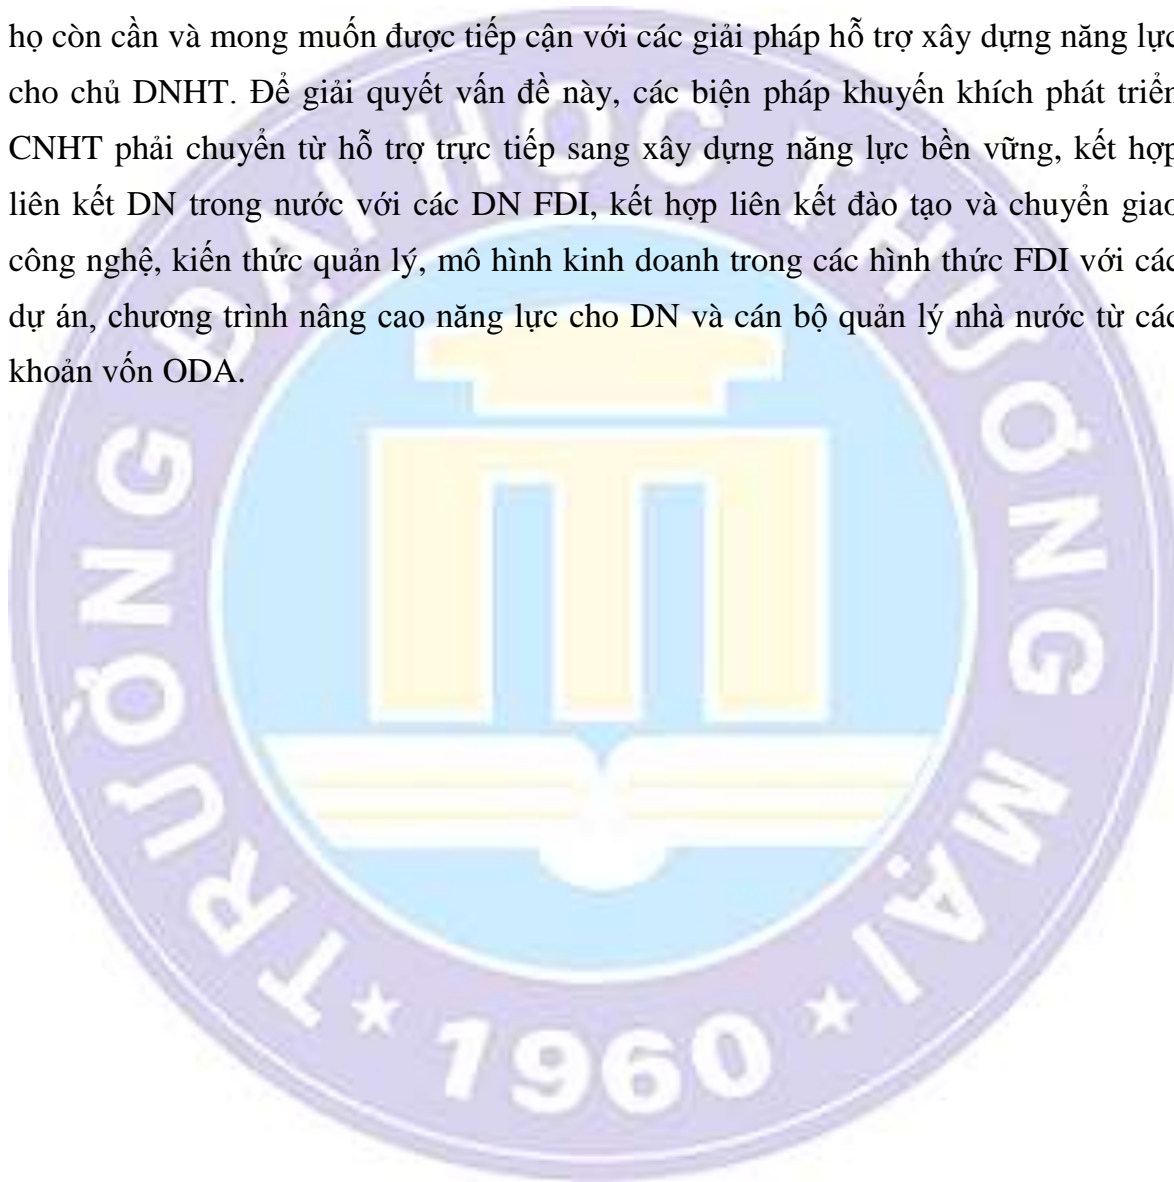 họ còn cần và mong muốn được tiếp cận với các giải pháp hỗ trợ xây dựng năng lực
cho chủ DNHT. Để giải quyết vấn đề này, các biện pháp khuyến khích phát triển
CNHT phải chuyển từ hỗ trợ trực tiếp sang xây dựng năng lực bền vững, kết hợp
liên kết DN trong nước với các DN FDI, kết hợp liên kết đào tạo và chuyển giao
công nghệ, kiến thức quản lý, mô hình kinh doanh trong các hình thức FDI với các
dự án, chương trình nâng cao năng lực cho DN và cán bộ quản lý nhà nước từ các
khoản vốn ODA.
TRƯỜNG ĐẠI HỌC THƯƠNG MẠI
★ 1960 ★